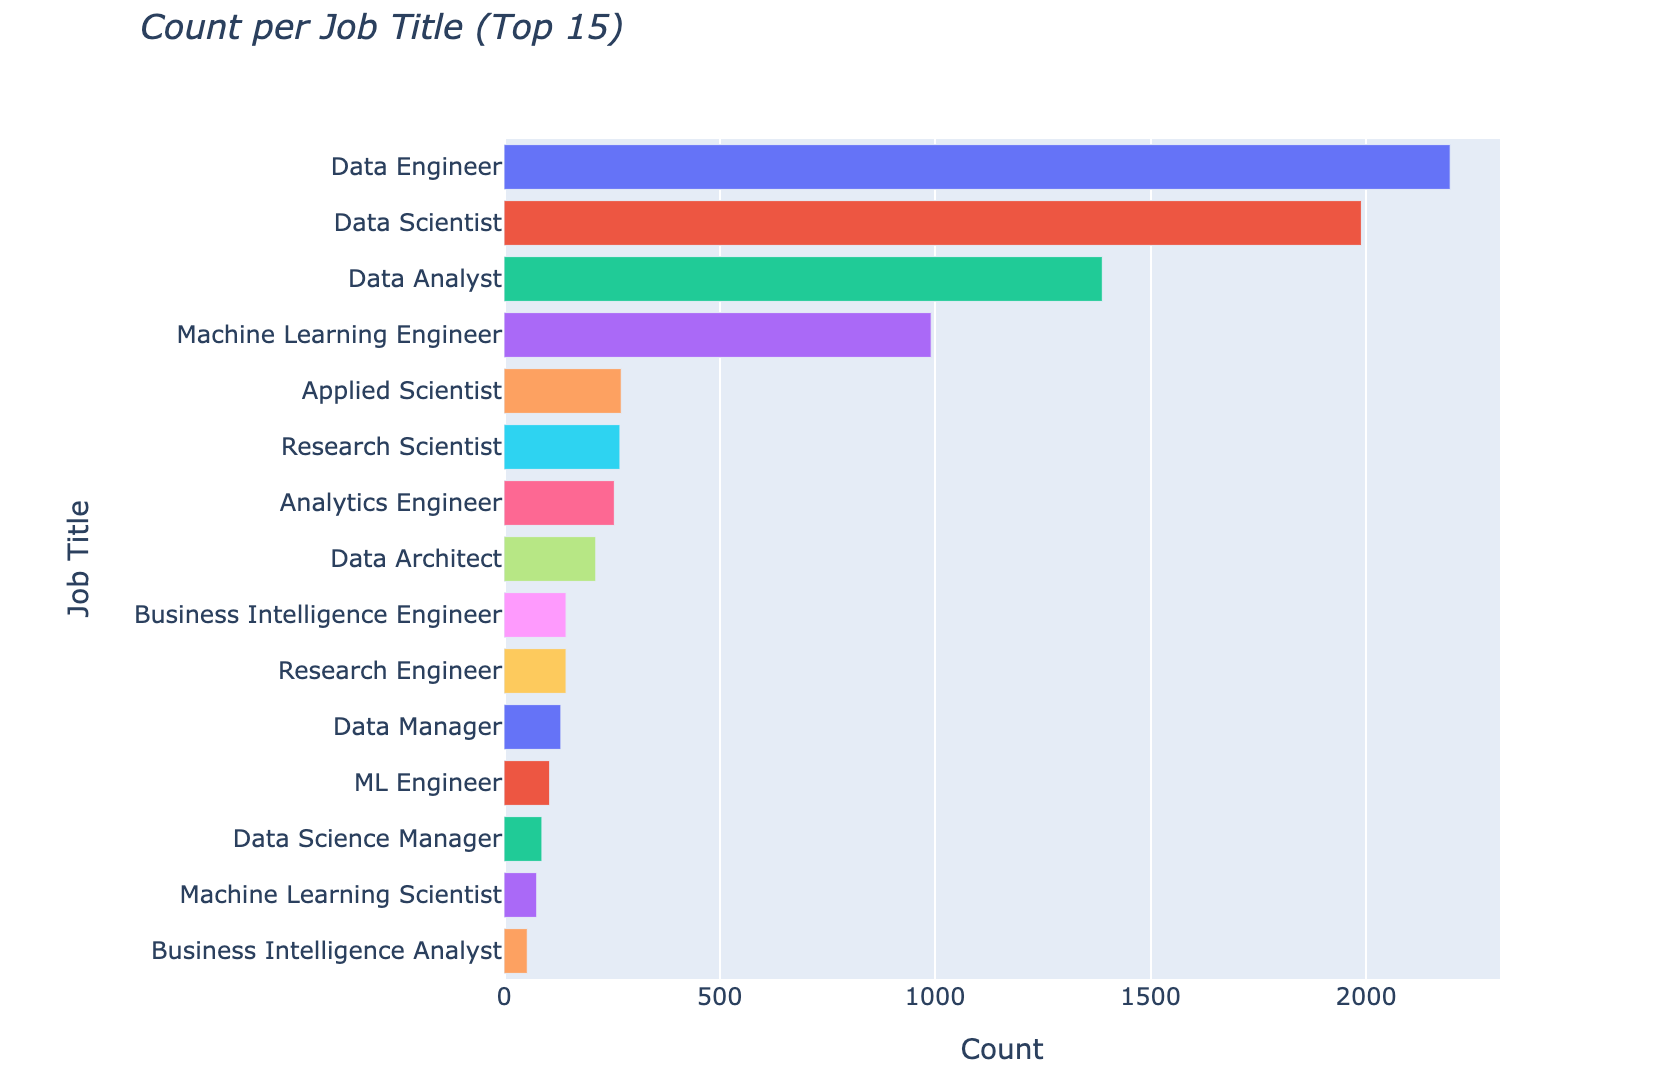 Count per Job Title (Top 15)
Data Engineer
Data Scientist
Data Analyst
Machine Learning Engineer
Applied Scientist
Research Scientist
Analytics Engineer
Data Architect
Business Intelligence Engineer
Research Engineer
Data Manager
ML Engineer
Data Science Manager
Machine Learning Scientist
Business Intelligence Analyst
Job Title
0 500 1000 1500 2000
Count